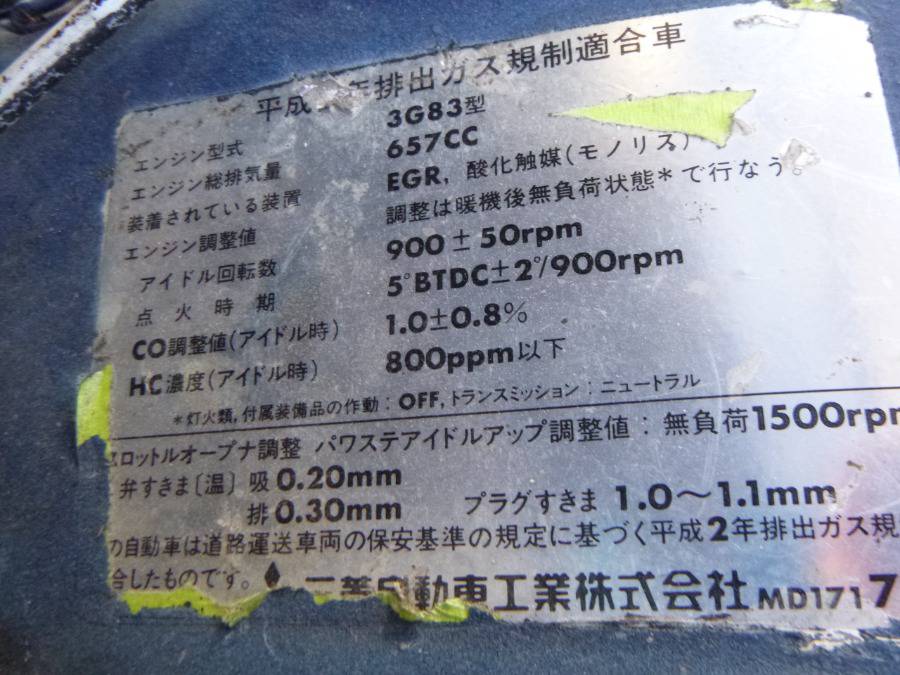 平成 年排出ガス規制適合車
エンジン型式 3G83型
エンジン総排気量 657CC
装着されている装置 EGR, 酸化触媒(モノリス)
エンジン調整値 調整は暖機後無負荷状態*で行なう。
アイドル回転数 900±50rpm
点火時期 5°BTDC±2°/900rpm
CO調整値(アイドル時) 1.0±0.8%
HC濃度(アイドル時) 800ppm以下
*灯火類,付属装備品の作動:OFF,トランスミッション:ニュートラル
スロットルオープナ調整 パワステアイドルアップ調整値:無負荷1500rpm
弁すきま[温] 吸0.20mm
排0.30mm プラグすきま 1.0~1.1mm
の自動車は道路運送車両の保安基準の規定に基づく平成2年排出ガス規
合したものです。 三菱自動車工業株式会社 MD1717